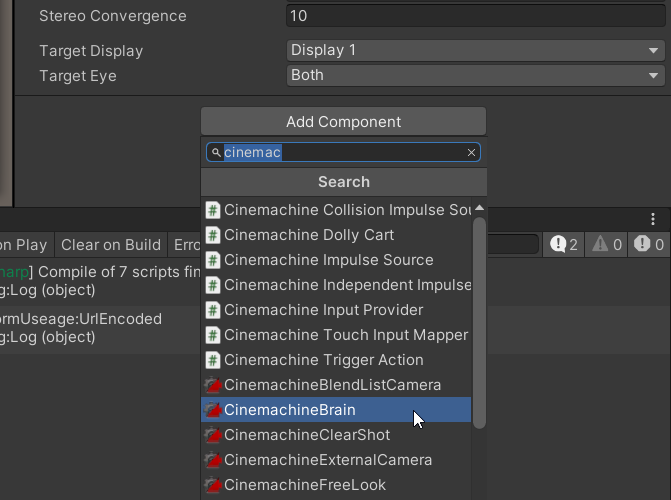 Stereo Convergence 10
Target Display Display 1
Target Eye Both
Add Component
cinemac
Search
Cinemachine Collision Impulse Sou
Cinemachine Dolly Cart
Cinemachine Impulse Source
Cinemachine Independent Impulse
Cinemachine Input Provider
Cinemachine Touch Input Mapper
Cinemachine Trigger Action
CinemachineBlendListCamera
CinemachineBrain
CinemachineClearShot
CinemachineExternalCamera
CinemachineFreeLook
on Play Clear on Build Erro 2 0 0
harp] Compile of 7 scripts fin
g:Log (object)
ormUseage:UrlEncoded
g:Log (object)